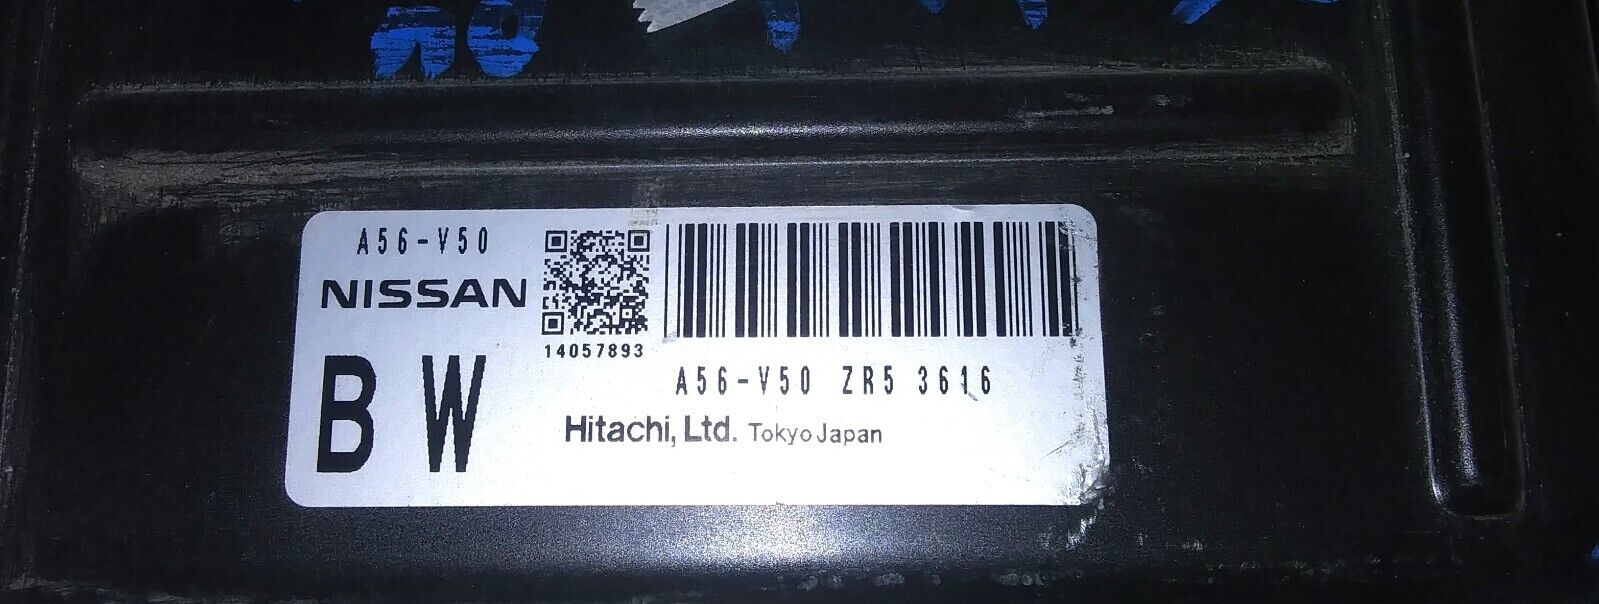 A56-V50
NISSAN
14057893
B W
A56-V50 ZR5 3616
Hitachi, Ltd. Tokyo Japan